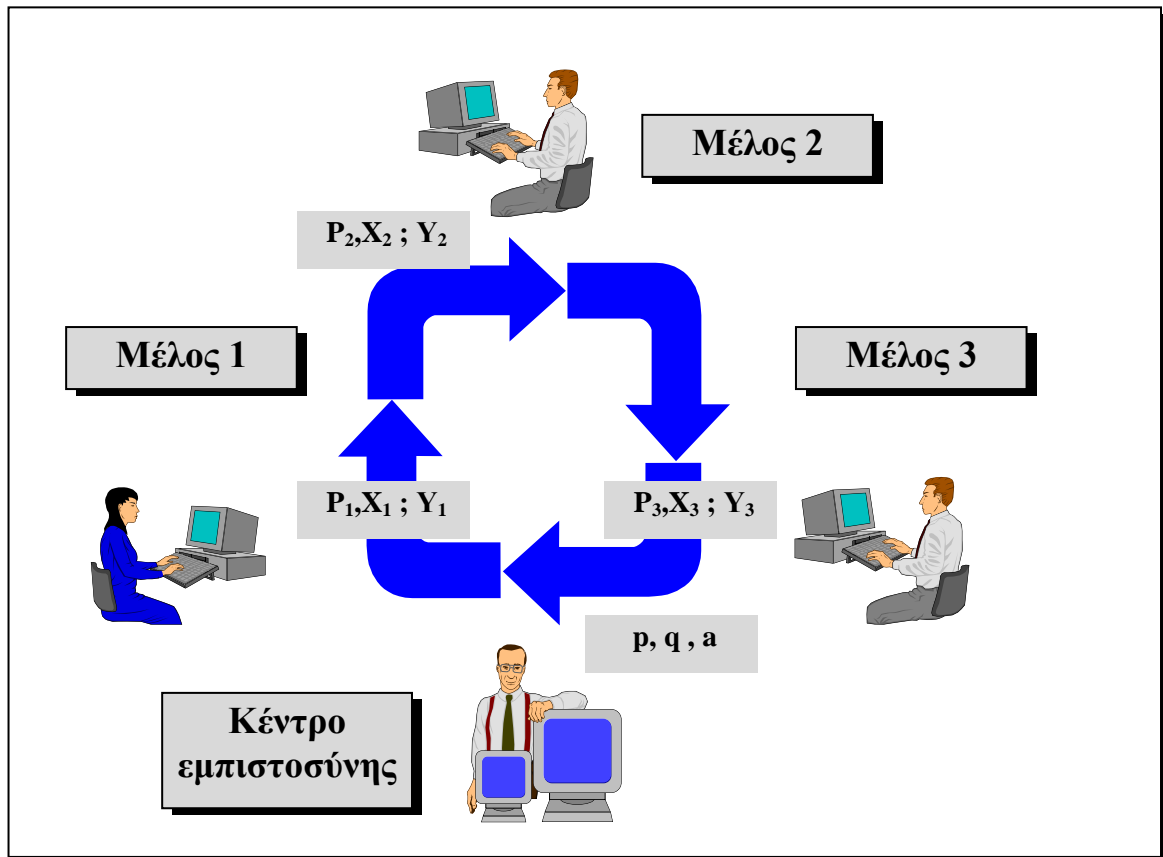 Μέλος 2
P₂,X₂ ; Y₂
Μέλος 1
Μέλος 3
P₁,X₁ ; Y₁
P₃,X₃ ; Y₃
p, q , a
Κέντρο
εμπιστοσύνης